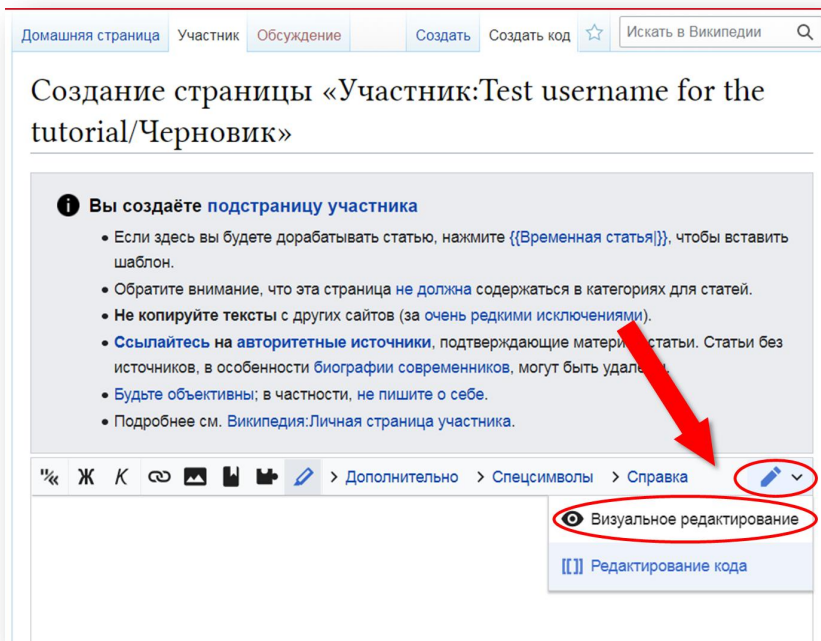 Домашняя страница Участник Обсуждение Создать Создать код Искать в Википедии
Создание страницы «Участник:Test username for the
tutorial/Черновик»
Вы создаёте подстраницу участника
• Если здесь вы будете дорабатывать статью, нажмите {{Временная статья|}}, чтобы вставить
шаблон.
• Обратите внимание, что эта страница не должна содержаться в категориях для статей.
• Не копируйте тексты с других сайтов (за очень редкими исключениями).
• Ссылайтесь на авторитетные источники, подтверждающие статьи. Статьи без
источников, в особенности биографии современников, могут быть
• Будьте объективны; в частности, не пишите о себе.
• Подробнее см. Википедия:Личная страница участника.
Ж К > Дополнительно > Спецсимволы > Справка
Визуальное редактирование
[[]] Редактирование кода